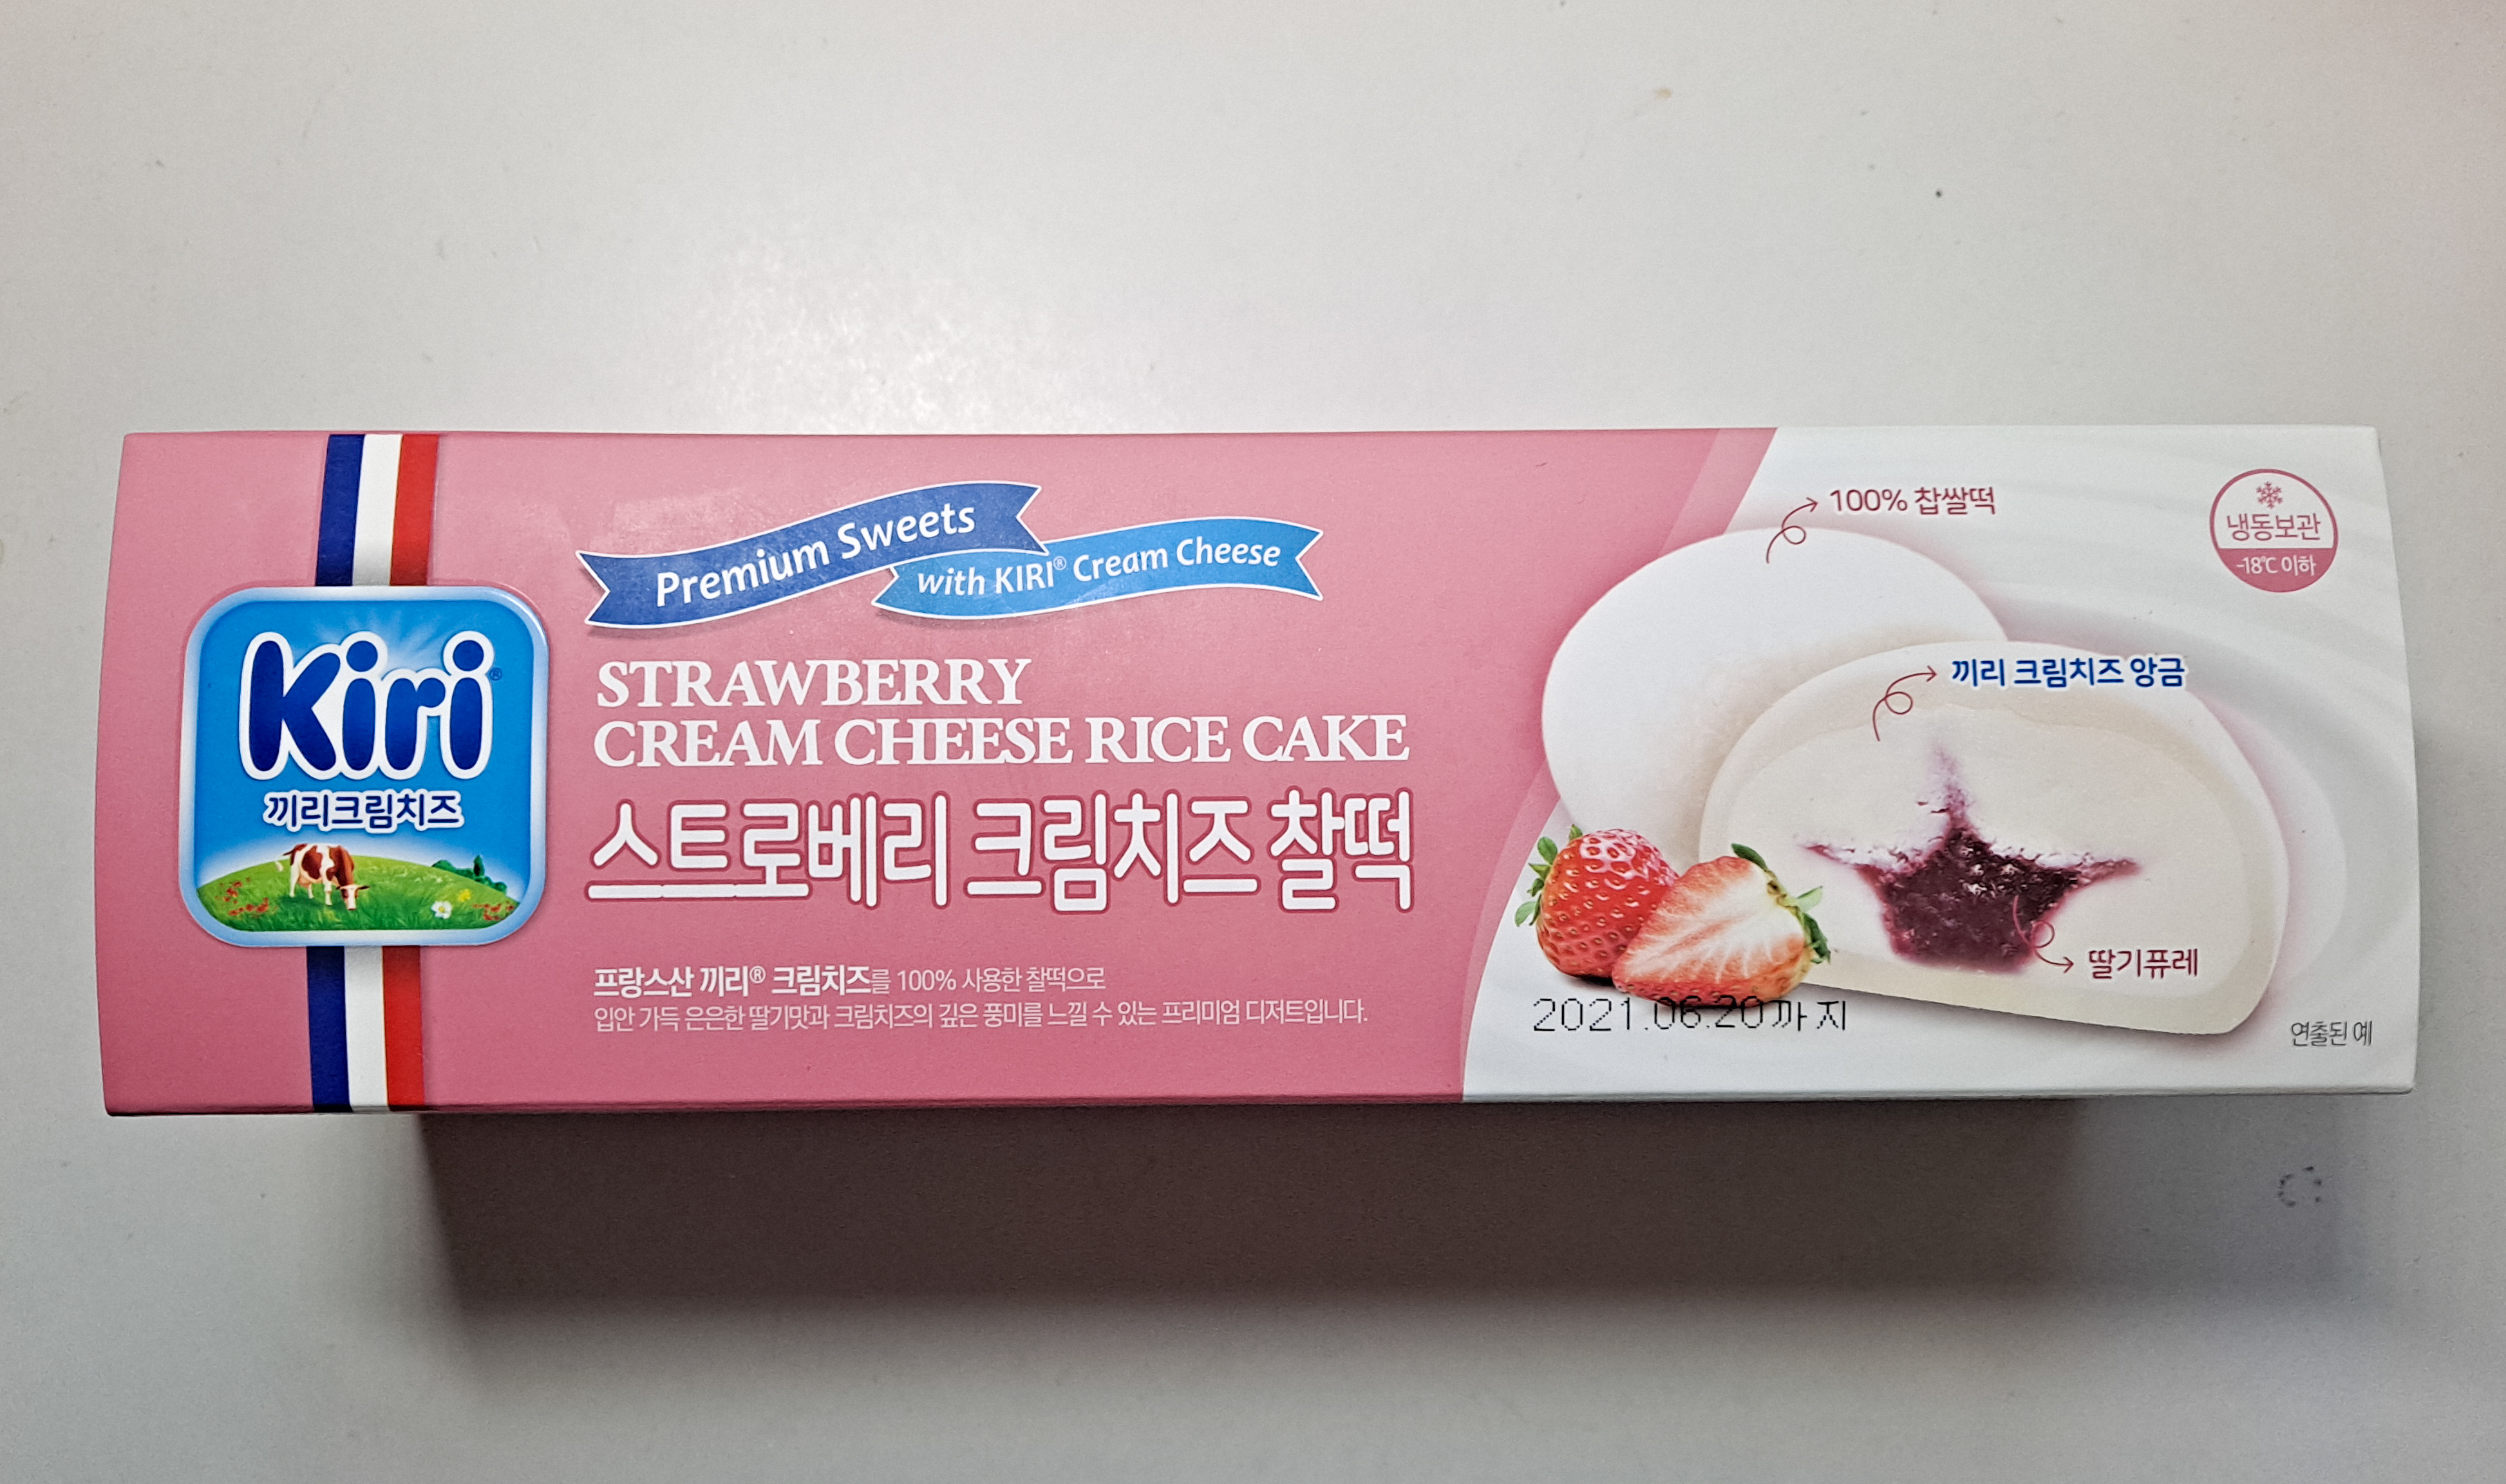 Premium Sweets
with KIRI® Cream Cheese
Kiri®
끼리크림치즈
STRAWBERRY
CREAM CHEESE RICE CAKE
스트로베리 크림치즈 찰떡
프랑스산 끼리® 크림치즈를 100% 사용한 찰떡으로
입안 가득 은은한 딸기맛과 크림치즈의 깊은 풍미를 느낄 수 있는 프리미엄 디저트입니다.
100% 찹쌀떡
냉동보관
-18℃ 이하
끼리 크림치즈 앙금
딸기퓨레
2021.06.20까지
연출된 예